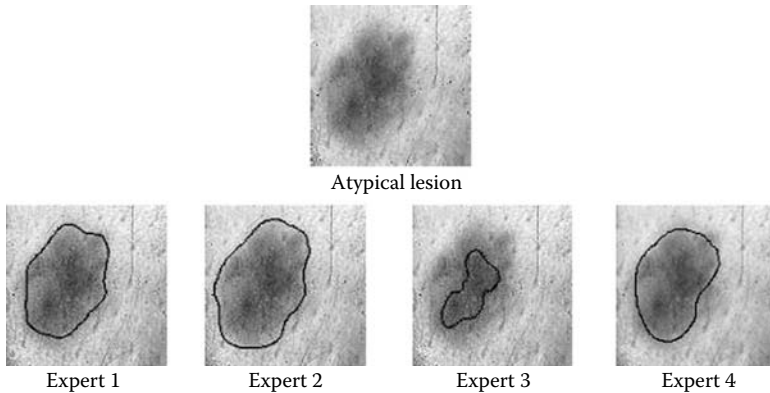 Atypical lesion
Expert 1
Expert 2
Expert 3
Expert 4